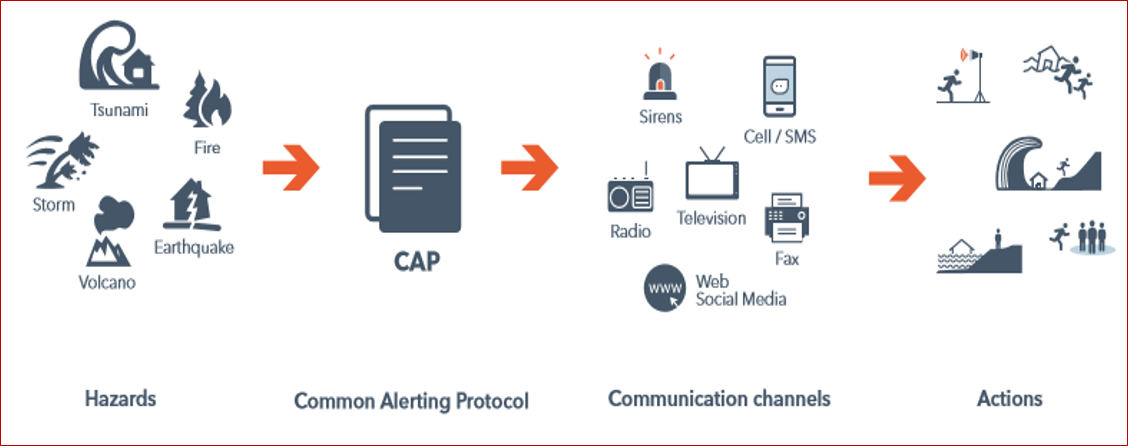 Tsunami
Fire
Storm
Earthquake
Volcano
CAP
Sirens
Cell / SMS
Radio
Television
Fax
www
Web
Social Media
Hazards
Common Alerting Protocol
Communication channels
Actions